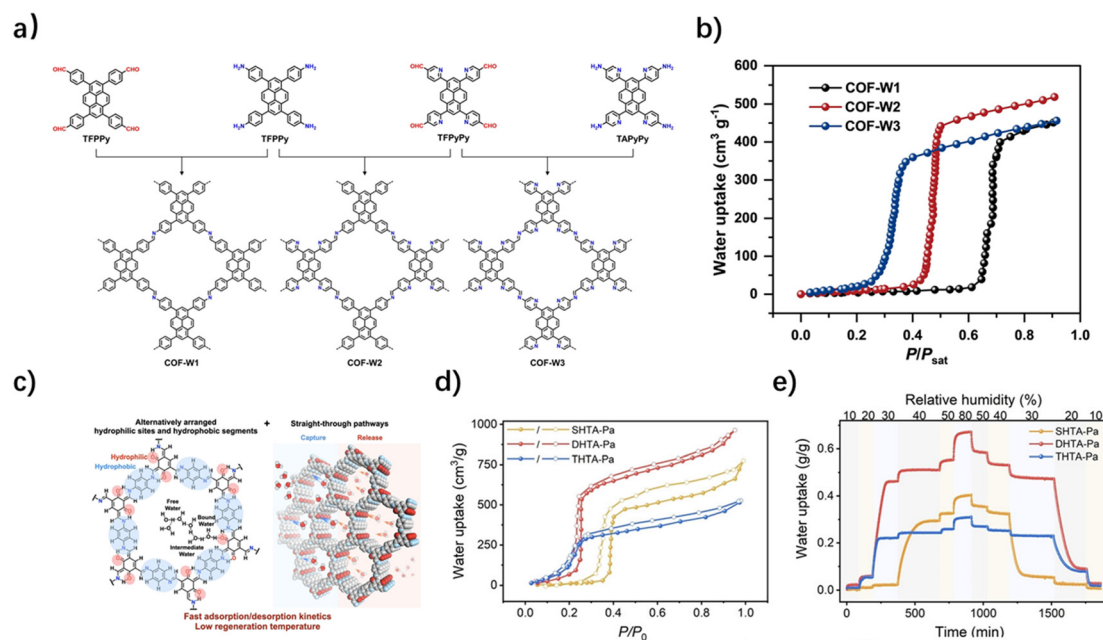 a)
OHC
CHO
OHC
CHO
TFPPy
H₂N
NH₂
H₂N
NH₂
TFPPy
OHC
CHO
OHC
CHO
TFPyPy
H₂N
NH₂
H₂N
NH₂
TAPyPy
COF-W1
COF-W2
COF-W3
b)
Water uptake (cm³ g⁻¹)
600
500
400
300
200
100
0
COF-W1
COF-W2
COF-W3
0.0 0.2 0.4 0.6 0.8 1.0
P/Psat
c)
Alternatively arranged
hydrophilic sites and hydrophobic segments
+
Straight-through pathways
Hydrophilic
Hydrophobic
Free
Water
Bound
Water
Intermediate
Water
Capture
Release
Fast adsorption/desorption kinetics
Low regeneration temperature
d)
Water uptake (cm³/g)
1000
750
500
250
0
/ SHTA-Pa
/ DHTA-Pa
/ THTA-Pa
0.0 0.2 0.4 0.6 0.8 1.0
P/P₀
e)
Relative humidity (%)
10 20 30 40 50 80 50 40 30 20 10
Water uptake (g/g)
0.6
0.4
0.2
0.0
SHTA-Pa
DHTA-Pa
THTA-Pa
0 500 1000 1500
Time (min)